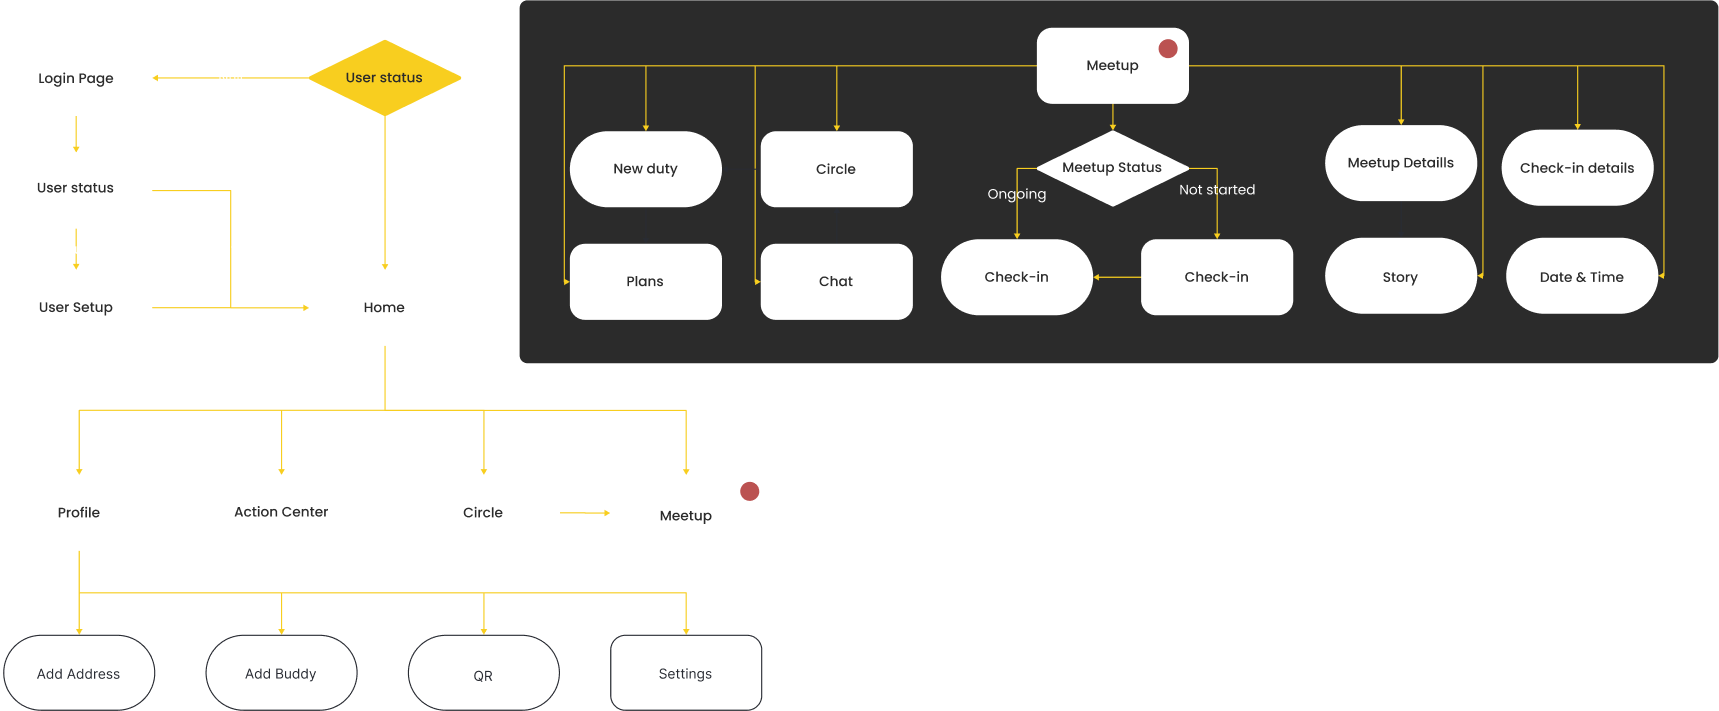 Login Page
User status
User status
User Setup
Home
Profile
Action Center
Circle
Meetup
Add Address
Add Buddy
QR
Settings
Meetup
New duty
Circle
Meetup Status
Meetup Detaills
Check-in details
Ongoing
Not started
Plans
Chat
Check-in
Check-in
Story
Date & Time